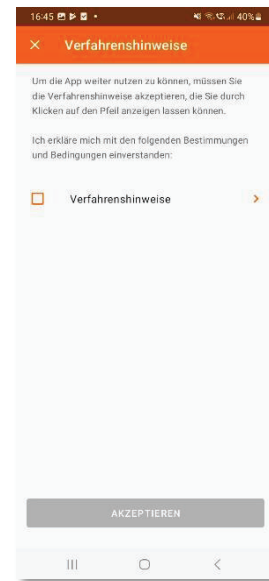 16:45
40%
Verfahrenshinweise
Um die App weiter nutzen zu können, müssen Sie
die Verfahrenshinweise akzeptieren, die Sie durch
Klicken auf den Pfeil anzeigen lassen können.
Ich erkläre mich mit den folgenden Bestimmungen
und Bedingungen einverstanden:
Verfahrenshinweise
AKZEPTIEREN